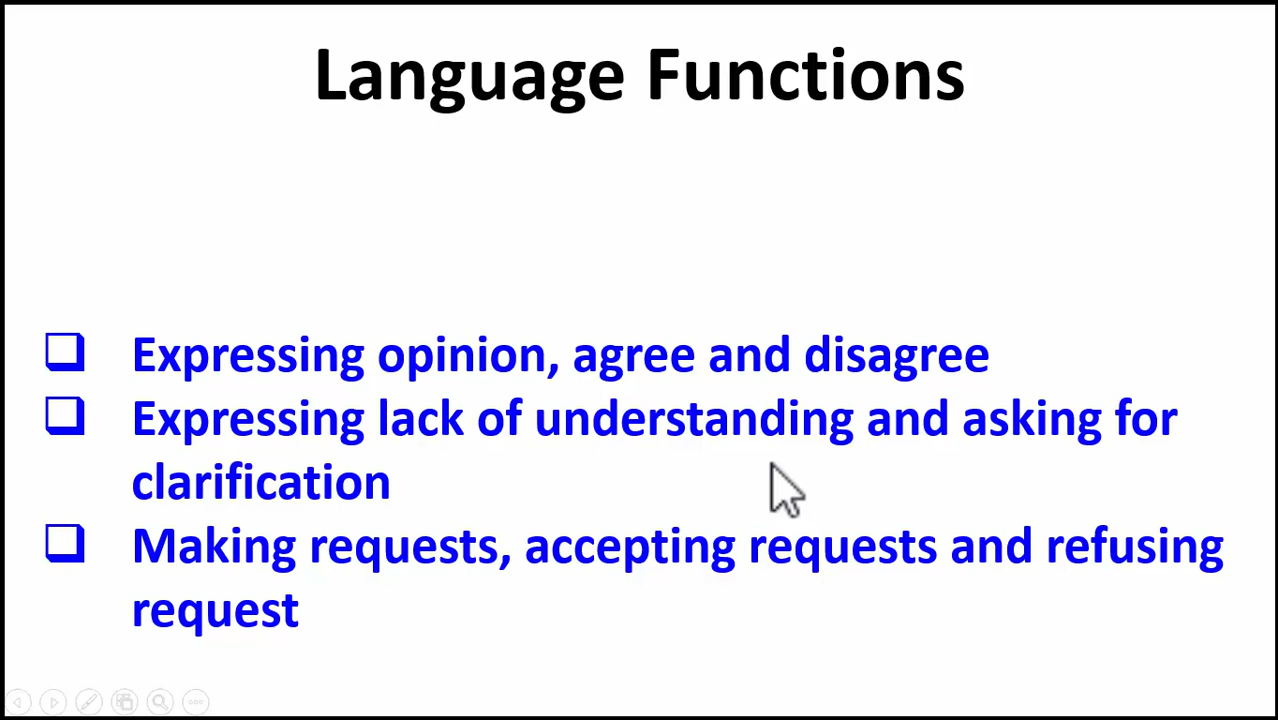 Language Functions
❑ Expressing opinion, agree and disagree
❑ Expressing lack of understanding and asking for
clarification
❑ Making requests, accepting requests and refusing
request